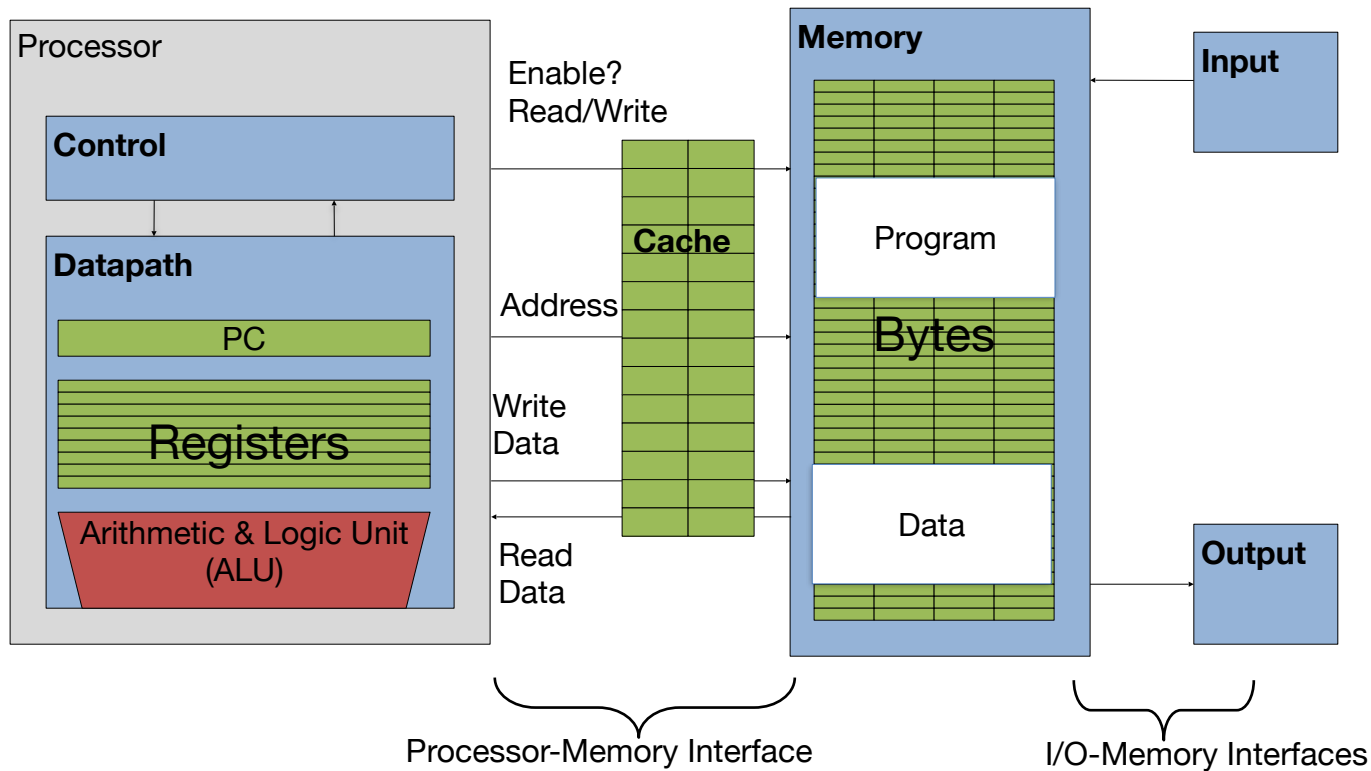 Processor
Control
Datapath
PC
Registers
Arithmetic & Logic Unit
(ALU)
Enable?
Read/Write
Cache
Address
Write
Data
Read
Data
Memory
Program
Bytes
Data
Input
Output
Processor-Memory Interface
I/O-Memory Interfaces